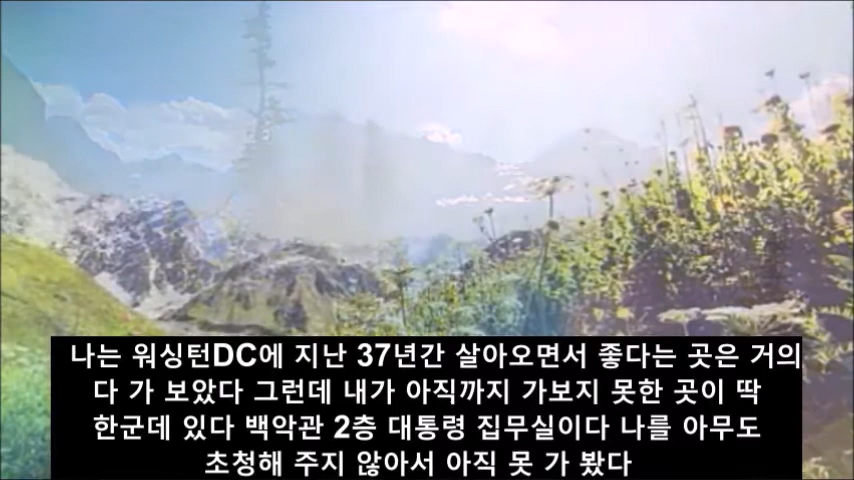 나는 워싱턴DC에 지난 37년간 살아오면서 좋다는 곳은 거의
다 가 보았다 그런데 내가 아직까지 가보지 못한 곳이 딱
한군데 있다 백악관 2층 대통령 집무실이다 나를 아무도
초청해 주지 않아서 아직 못 가 봤다